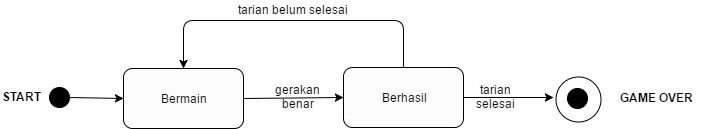 tarian belum selesai
START
Bermain
gerakan
benar
Berhasil
tarian
selesai
GAME OVER